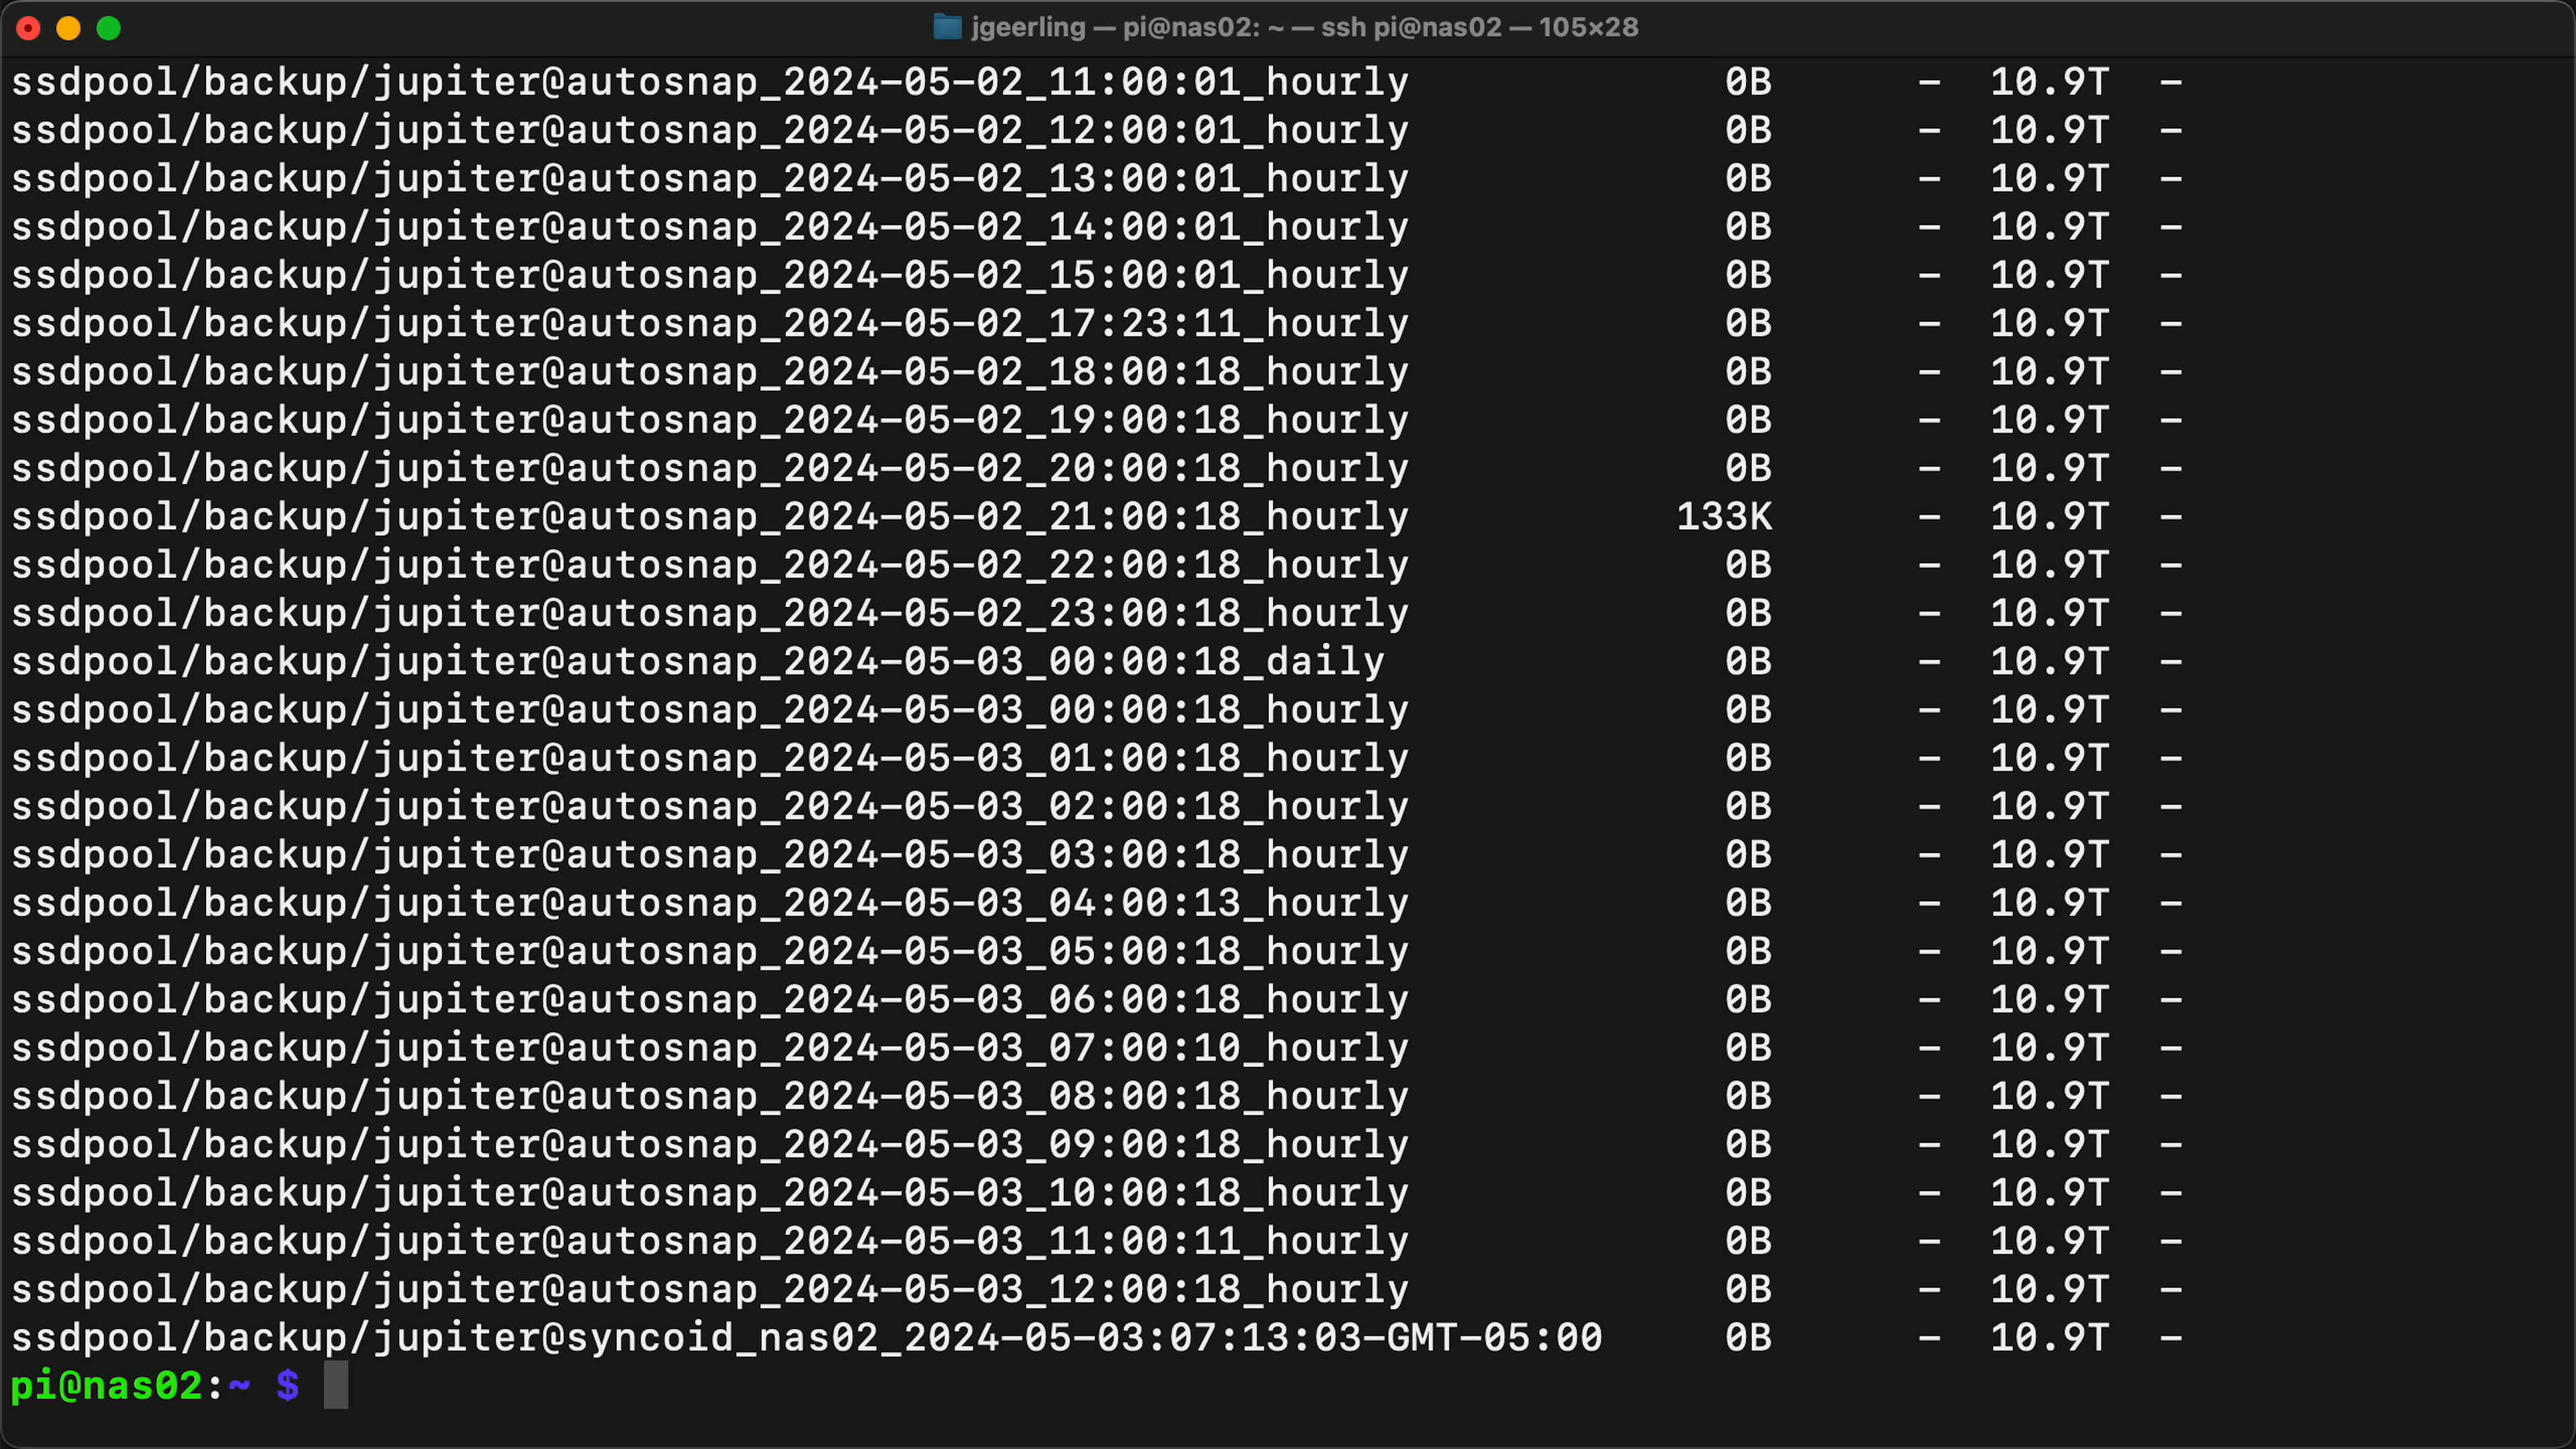 jgeerling — pi@nas02: ~ — ssh pi@nas02 — 105×28
ssdpool/backup/jupiter@autosnap_2024-05-02_11:00:01_hourly 0B - 10.9T -
ssdpool/backup/jupiter@autosnap_2024-05-02_12:00:01_hourly 0B - 10.9T -
ssdpool/backup/jupiter@autosnap_2024-05-02_13:00:01_hourly 0B - 10.9T -
ssdpool/backup/jupiter@autosnap_2024-05-02_14:00:01_hourly 0B - 10.9T -
ssdpool/backup/jupiter@autosnap_2024-05-02_15:00:01_hourly 0B - 10.9T -
ssdpool/backup/jupiter@autosnap_2024-05-02_17:23:11_hourly 0B - 10.9T -
ssdpool/backup/jupiter@autosnap_2024-05-02_18:00:18_hourly 0B - 10.9T -
ssdpool/backup/jupiter@autosnap_2024-05-02_19:00:18_hourly 0B - 10.9T -
ssdpool/backup/jupiter@autosnap_2024-05-02_20:00:18_hourly 0B - 10.9T -
ssdpool/backup/jupiter@autosnap_2024-05-02_21:00:18_hourly 133K - 10.9T -
ssdpool/backup/jupiter@autosnap_2024-05-02_22:00:18_hourly 0B - 10.9T -
ssdpool/backup/jupiter@autosnap_2024-05-02_23:00:18_hourly 0B - 10.9T -
ssdpool/backup/jupiter@autosnap_2024-05-03_00:00:18_daily 0B - 10.9T -
ssdpool/backup/jupiter@autosnap_2024-05-03_00:00:18_hourly 0B - 10.9T -
ssdpool/backup/jupiter@autosnap_2024-05-03_01:00:18_hourly 0B - 10.9T -
ssdpool/backup/jupiter@autosnap_2024-05-03_02:00:18_hourly 0B - 10.9T -
ssdpool/backup/jupiter@autosnap_2024-05-03_03:00:18_hourly 0B - 10.9T -
ssdpool/backup/jupiter@autosnap_2024-05-03_04:00:13_hourly 0B - 10.9T -
ssdpool/backup/jupiter@autosnap_2024-05-03_05:00:18_hourly 0B - 10.9T -
ssdpool/backup/jupiter@autosnap_2024-05-03_06:00:18_hourly 0B - 10.9T -
ssdpool/backup/jupiter@autosnap_2024-05-03_07:00:10_hourly 0B - 10.9T -
ssdpool/backup/jupiter@autosnap_2024-05-03_08:00:18_hourly 0B - 10.9T -
ssdpool/backup/jupiter@autosnap_2024-05-03_09:00:18_hourly 0B - 10.9T -
ssdpool/backup/jupiter@autosnap_2024-05-03_10:00:18_hourly 0B - 10.9T -
ssdpool/backup/jupiter@autosnap_2024-05-03_11:00:11_hourly 0B - 10.9T -
ssdpool/backup/jupiter@autosnap_2024-05-03_12:00:18_hourly 0B - 10.9T -
ssdpool/backup/jupiter@syncoid_nas02_2024-05-03:07:13:03-GMT-05:00 0B - 10.9T -
pi@nas02:~ $